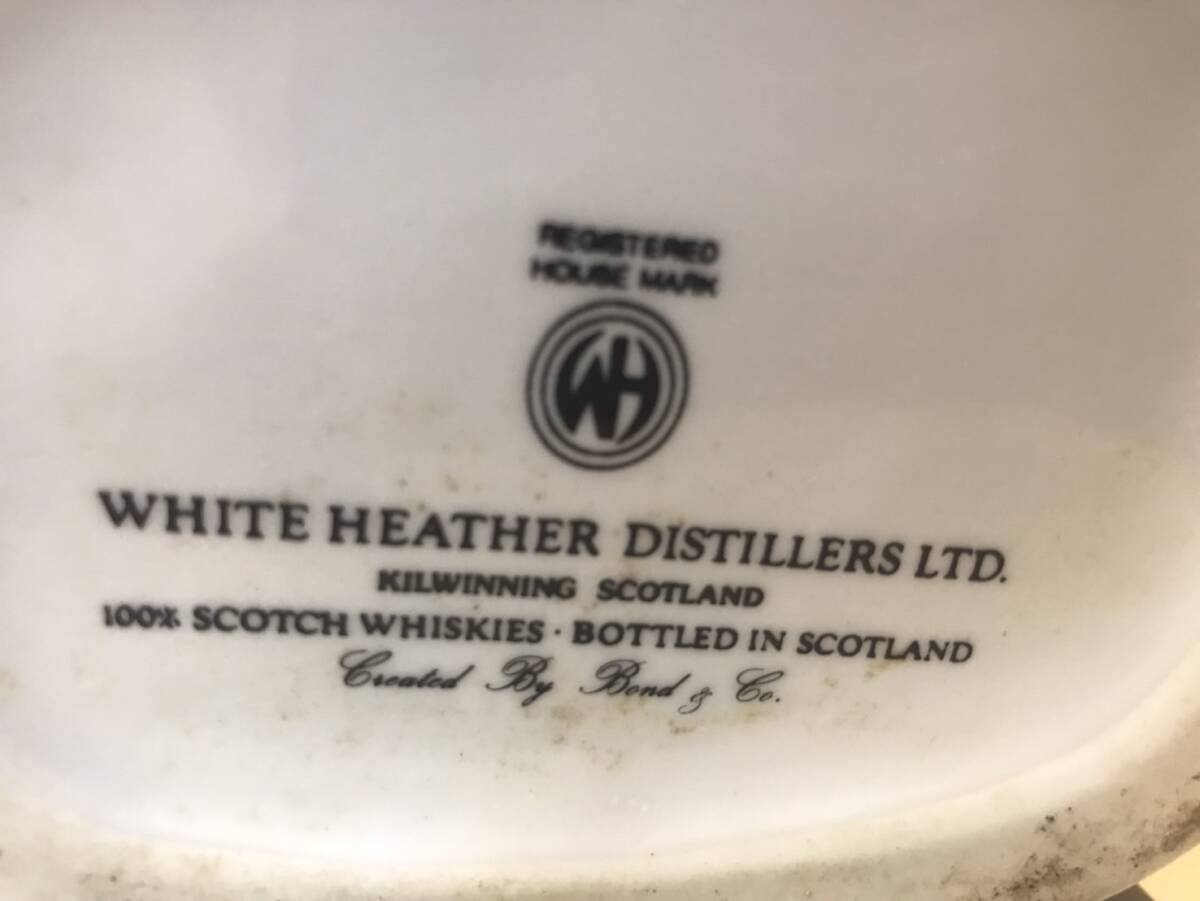 REGISTERED
HOUSE MARK
WH
WHITE HEATHER DISTILLERS LTD.
KILWINNING SCOTLAND
100% SCOTCH WHISKIES · BOTTLED IN SCOTLAND
Created By Bond & Co.